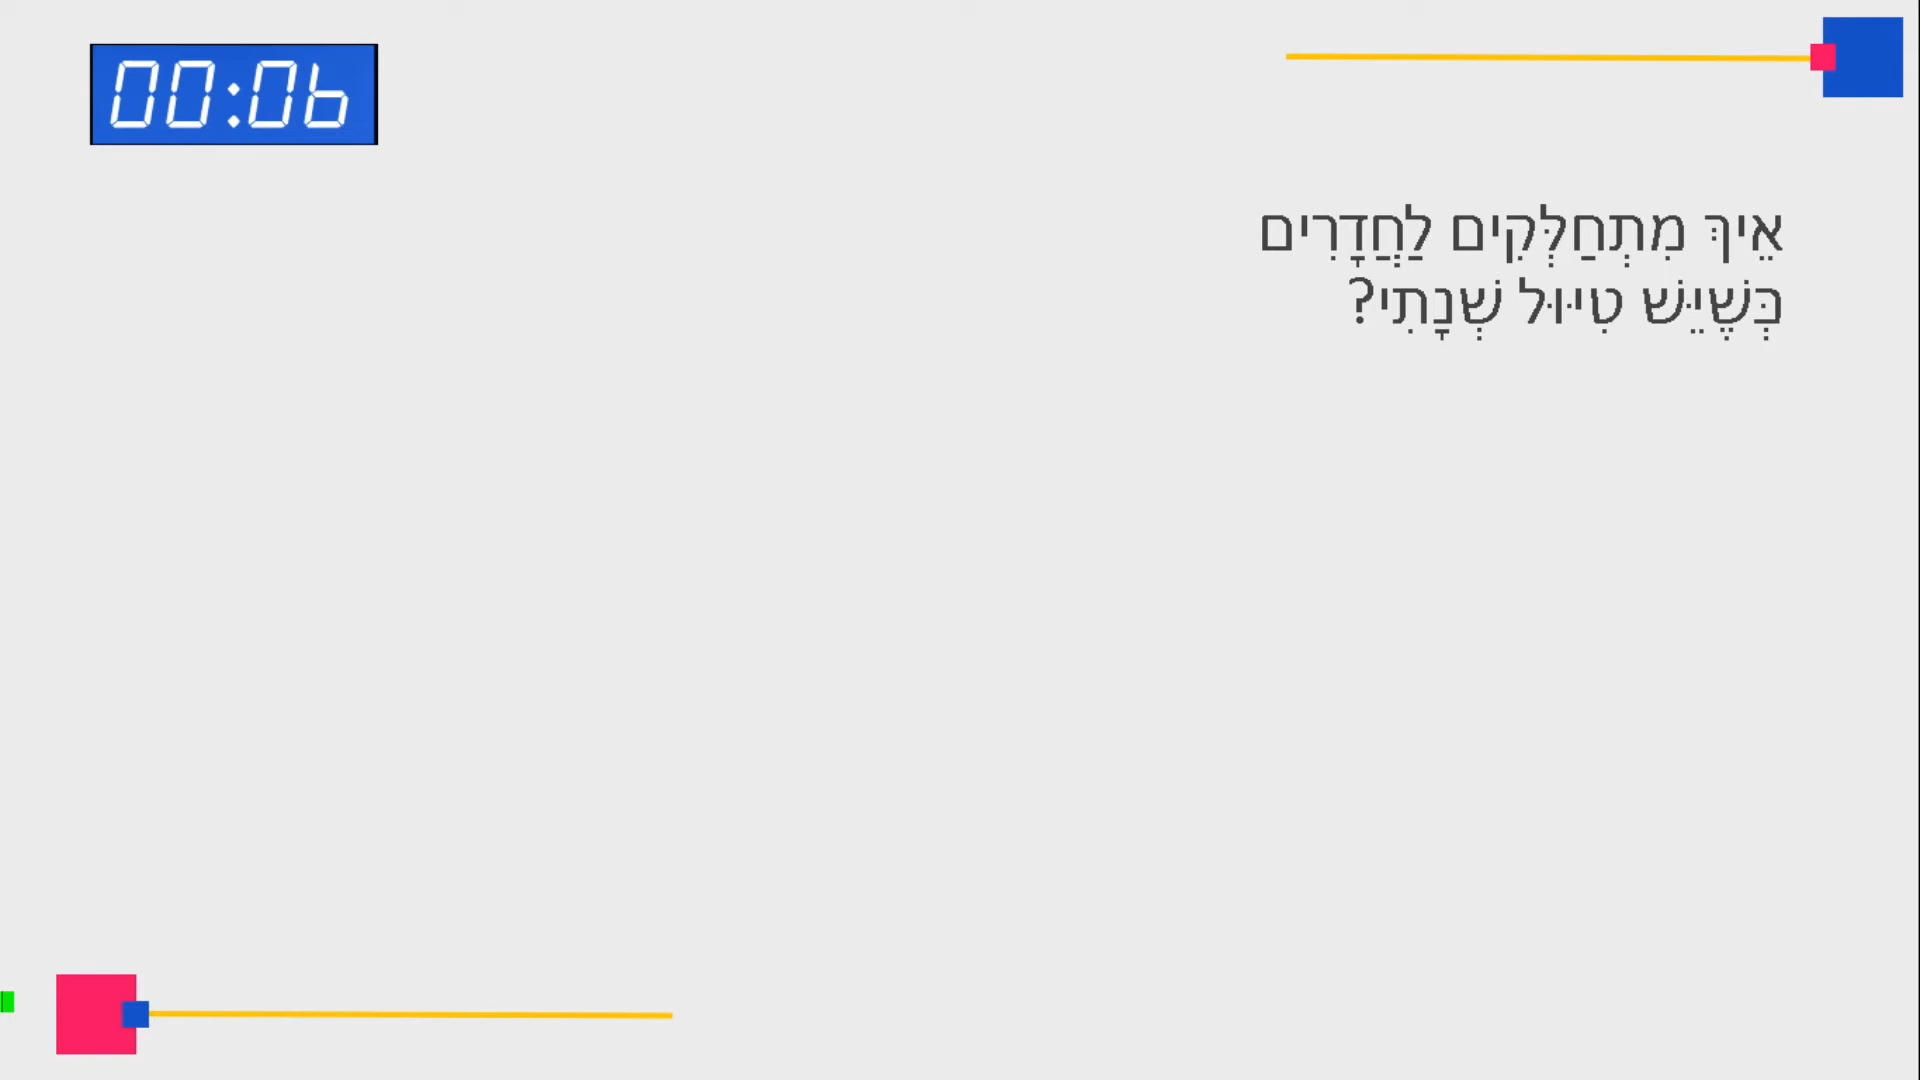 00:06
אֵיךְ מִתְחַלְּקִים לַחֲדָרִים
כְּשֶׁיֵּשׁ טִיּוּל שְׁנָתִי?